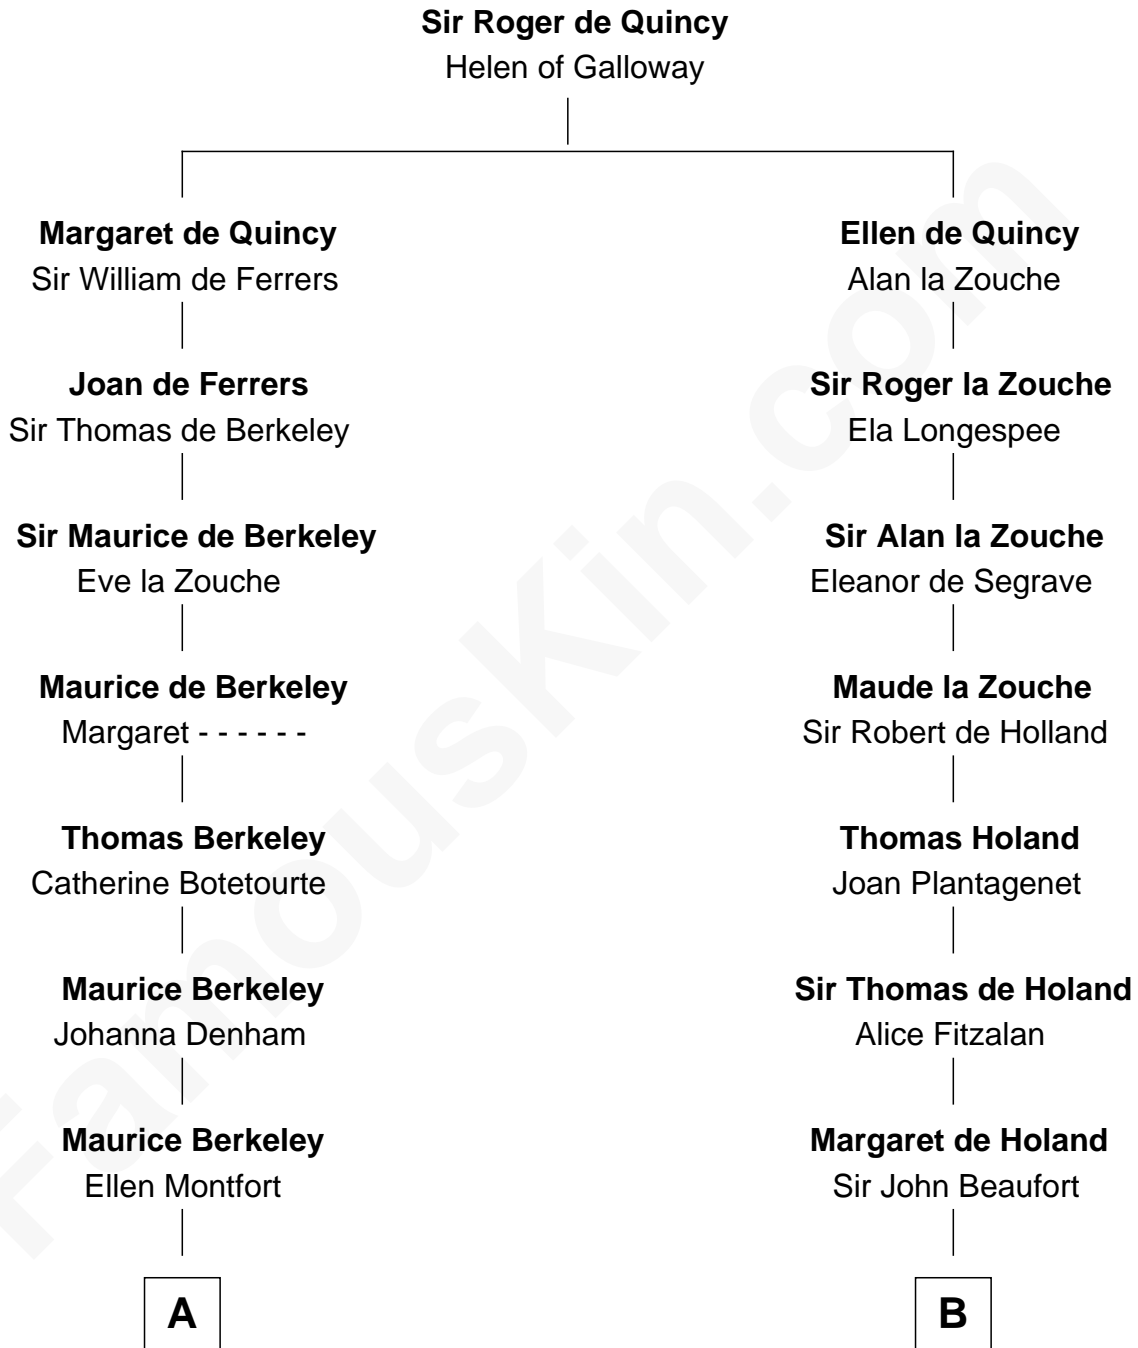 Sir Roger de Quincy
Helen of Galloway
Margaret de Quincy
Sir William de Ferrers
Ellen de Quincy
Alan la Zouche
Joan de Ferrers
Sir Thomas de Berkeley
Sir Roger la Zouche
Ela Longespee
Sir Maurice de Berkeley
Eve la Zouche
Sir Alan la Zouche
Eleanor de Segrave
Maurice de Berkeley
Margaret - - - - - -
Maude la Zouche
Sir Robert de Holland
Thomas Berkeley
Catherine Botetourte
Thomas Holand
Joan Plantagenet
Maurice Berkeley
Johanna Denham
Sir Thomas de Holand
Alice Fitzalan
Maurice Berkeley
Ellen Montfort
Margaret de Holand
Sir John Beaufort
A
B
FamousKin.com